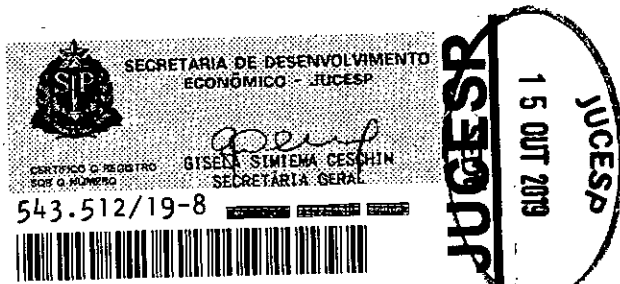 SP
SECRETARIA DE DESENVOLVIMENTO
ECONÔMICO - JUCESP
CERTIFICO O REGISTRO
SOB O NÚMERO
GISELA SIMIEMA CESCHIN
SECRETÁRIA GERAL
543.512/19-8
JUCESP
JUCESP
15 OUT 2019